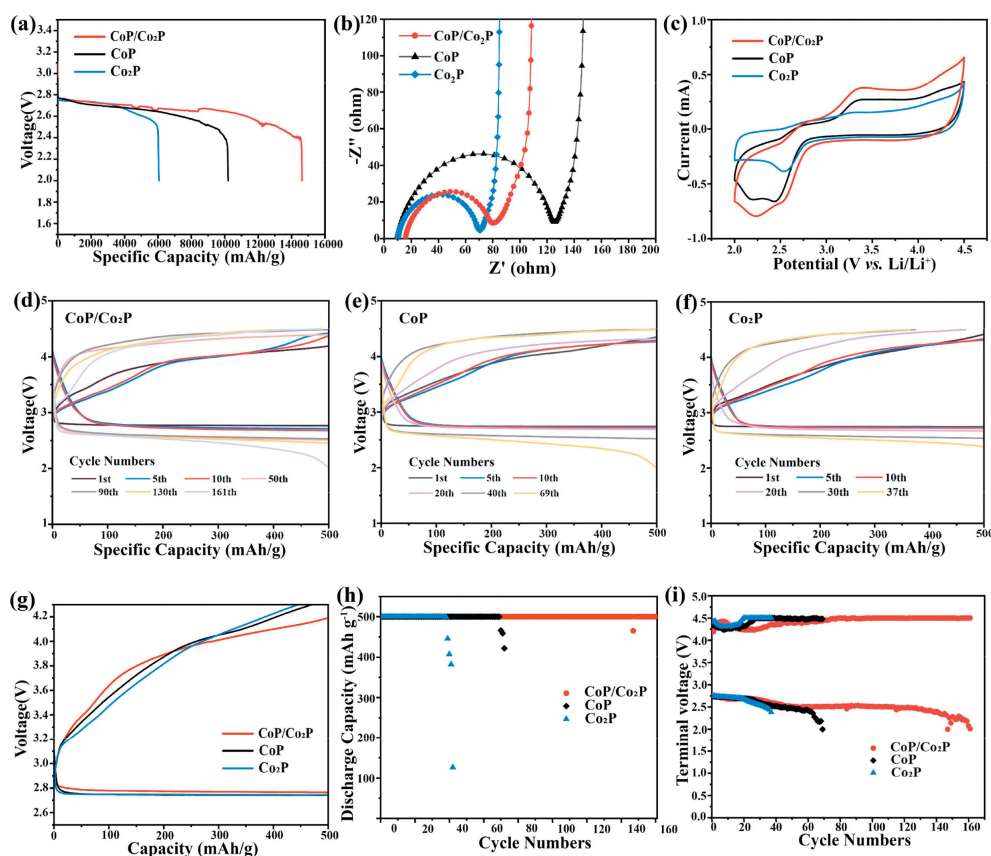 (a)
CoP/Co₂P
CoP
Co₂P
Voltage(V)
3.0
2.8
2.6
2.4
2.2
2.0
1.8
1.6
0 2000 4000 6000 8000 10000 12000 14000 16000
Specific Capacity (mAh/g)
(b)
CoP/Co₂P
CoP
Co₂P
-Z'' (ohm)
120
100
80
60
40
20
0
0 20 40 60 80 100 120 140 160 180 200
Z' (ohm)
(c)
CoP/Co₂P
CoP
Co₂P
Current (mA)
1.0
0.5
0.0
-0.5
-1.0
2.0 2.5 3.0 3.5 4.0 4.5
Potential (V vs. Li/Li⁺)
(d)
CoP/Co₂P
Voltage (V)
5
4
3
2
1
Cycle Numbers
1st 5th 10th 50th
90th 130th 161th
0 100 200 300 400 500
Specific Capacity (mAh/g)
(e)
CoP
Voltage (V)
5
4
3
2
1
Cycle Numbers
1st 5th 10th
20th 40th 69th
0 100 200 300 400 500
Specific Capacity (mAh/g)
(f)
Co₂P
Voltage (V)
5
4
3
2
1
Cycle Numbers
1st 5th 10th
20th 30th 37th
0 100 200 300 400 500
Specific Capacity (mAh/g)
(g)
Voltage(V)
4.2
4.0
3.8
3.6
3.4
3.2
3.0
2.8
2.6
CoP/Co₂P
CoP
Co₂P
0 100 200 300 400 500
Capacity (mAh/g)
(h)
Discharge Capacity (mAh g⁻¹)
500
400
300
200
100
CoP/Co₂P
CoP
Co₂P
0 20 40 60 80 100
Cycle Numbers
(i)
Terminal voltage (V)
5.0
4.5
4.0
3.5
3.0
2.5
2.0
1.5
1.0
0.5
0.0
CoP/Co₂P
CoP
Co₂P
0 20 40 60 80 100 120 140 160
Cycle Numbers